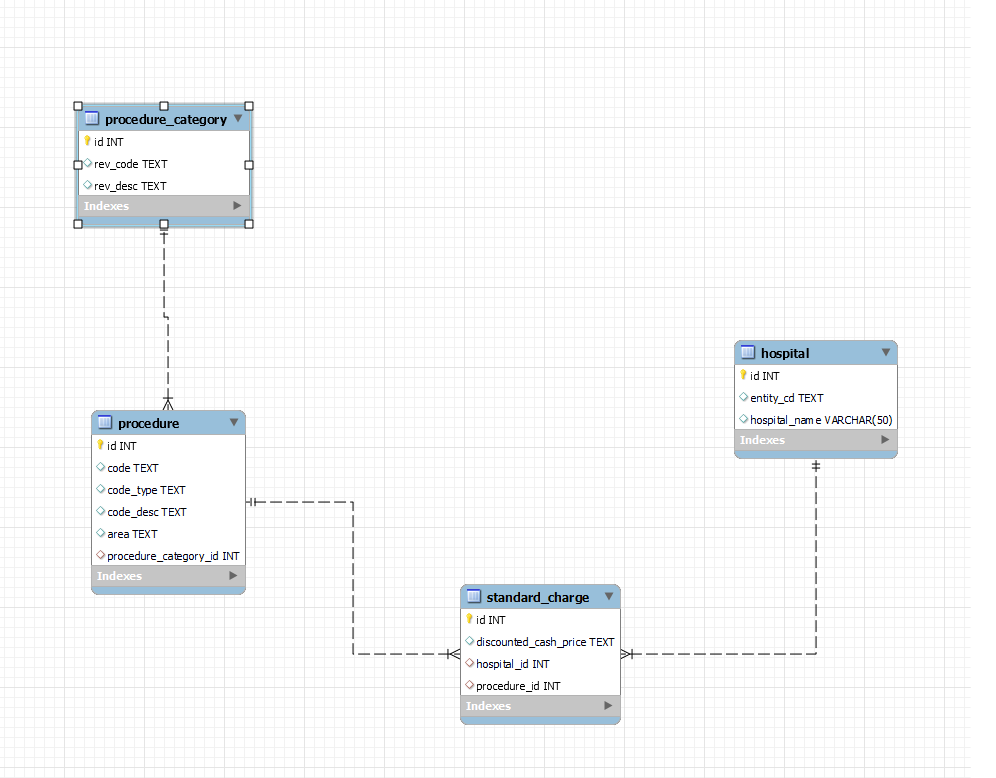 procedure_category
id INT
rev_code TEXT
rev_desc TEXT
Indexes
procedure
id INT
code TEXT
code_type TEXT
code_desc TEXT
area TEXT
procedure_category_id INT
Indexes
hospital
id INT
entity_cd TEXT
hospital_name VARCHAR(50)
Indexes
standard_charge
id INT
discounted_cash_price TEXT
hospital_id INT
procedure_id INT
Indexes